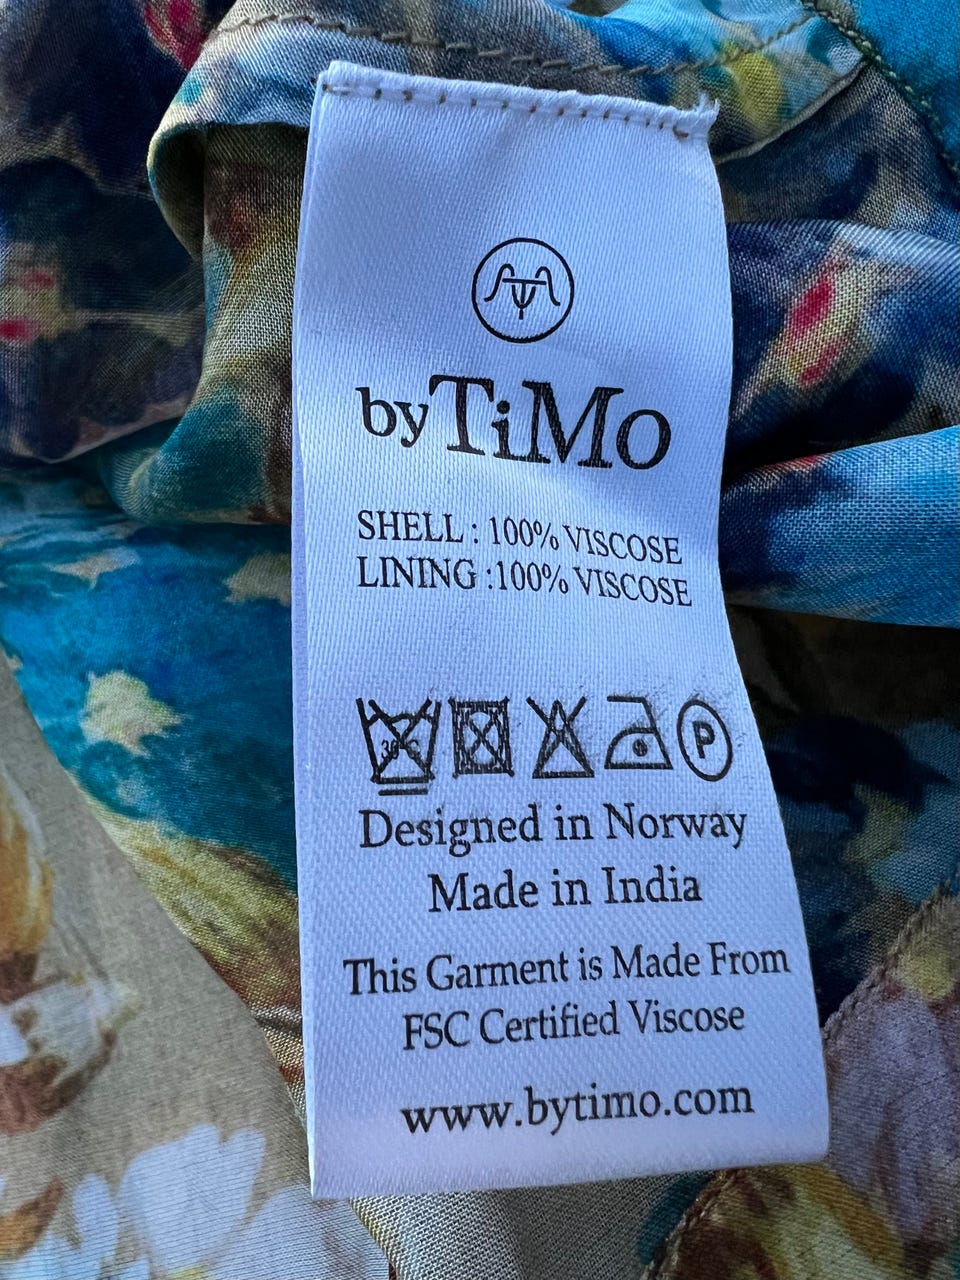 byTiMo
SHELL : 100% VISCOSE
LINING :100% VISCOSE
30°C P
Designed in Norway
Made in India
This Garment is Made From
FSC Certified Viscose
www.bytimo.com